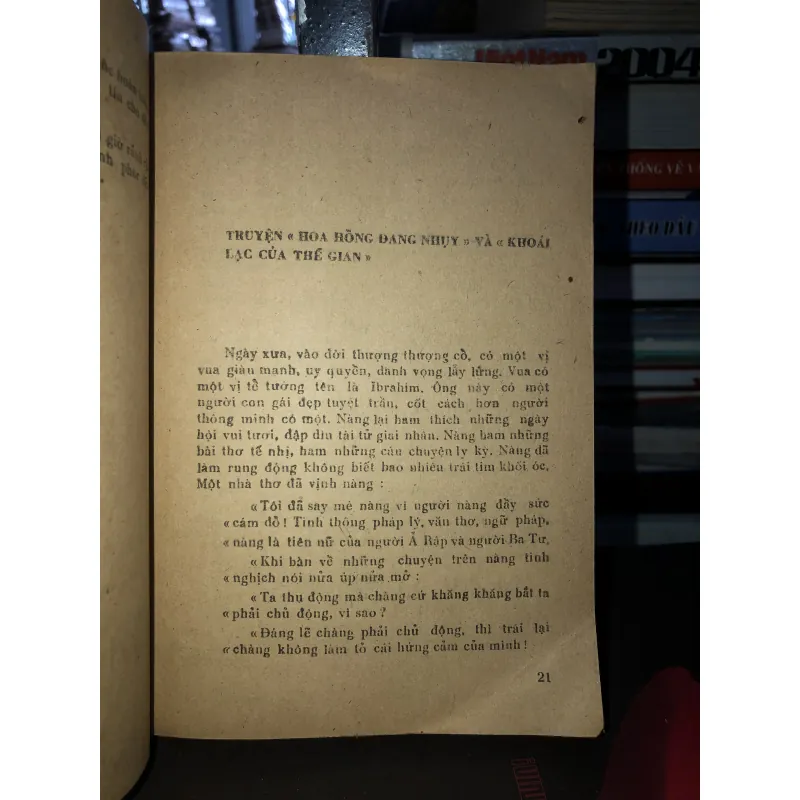 Việt Nam 2004
THÔNG VỀ V
THEO DẤU
TRUYỆN « HOA HỒNG ĐANG NHỤY » VÀ « KHOÁI
LẠC CỦA THẾ GIAN »
Ngày xưa, vào đời thượng thượng cổ, có một vị
vua giàu mạnh, uy quyền, danh vọng lẫy lừng. Vua có
một vị tể tướng tên là Ibrahim. Ông này có một
người con gái đẹp tuyệt trần, cốt cách hơn người
thông minh có một. Nàng lại ham thích những ngày
hội vui tươi, dập dìu tài tử giai nhân. Nàng ham những
bài thơ tế nhị, ham những câu chuyện ly kỳ. Nàng đã
làm rung động không biết bao nhiêu trái tim khối óc.
Một nhà thơ đã vịnh nàng :
«Tôi đã say mê nàng vì người nàng đầy sức
«cảm dỗ! Tinh thông pháp lý, văn thơ, ngữ pháp,
«nàng là tiên nữ của người Ả Rập và người Ba Tư.
«Khi bàn về những chuyện trên nàng tinh
«nghịch nói nửa úp nửa mở :
«Ta thụ động mà chàng cứ khăng khăng bắt ta
«phải chủ động, vì sao ?
«Đáng lẽ chàng phải chủ động, thì trái lại
«chàng không làm tỏ cái hứng cảm của mình!
21